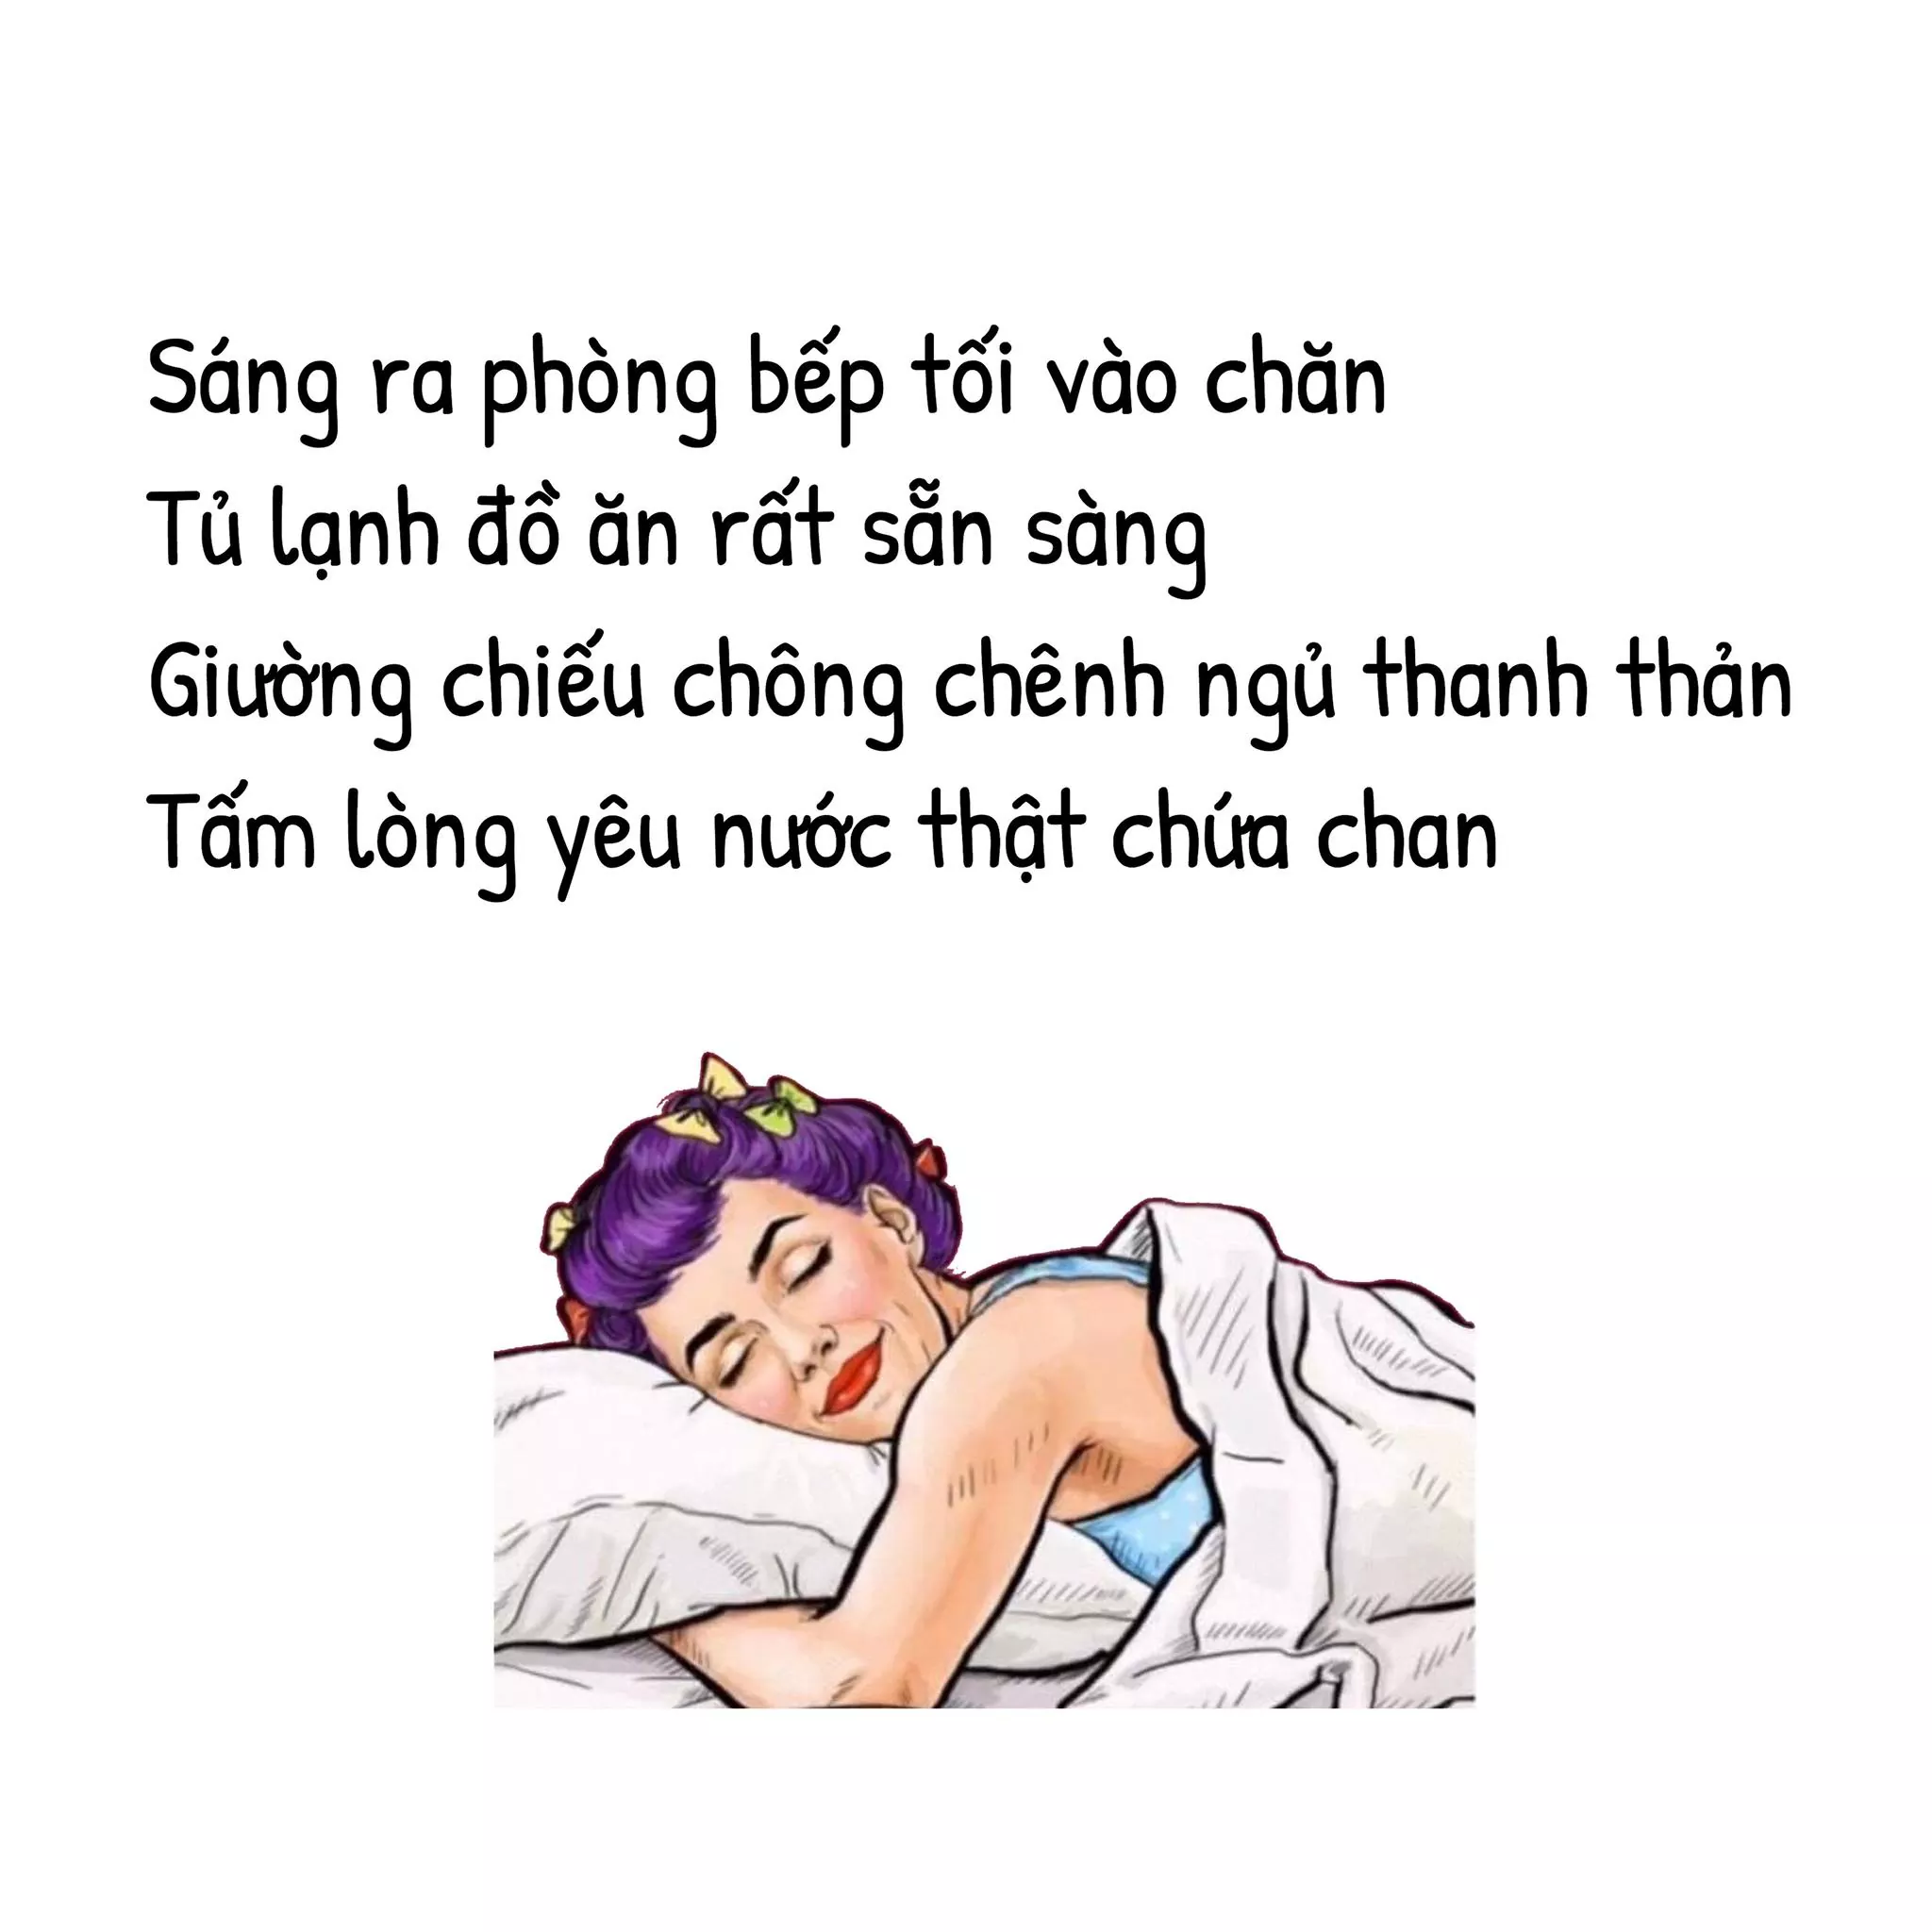 Sáng ra phòng bếp tối vào chăn
Tủ lạnh đồ ăn rất sẵn sàng
Giường chiếu chông chênh ngủ thanh thản
Tấm lòng yêu nước thật chứa chan